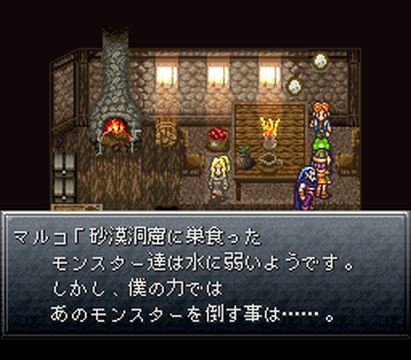 マルコ「砂漠洞窟に巣食った
モンスター達は水に弱いようです。
しかし、僕の力では
あのモンスターを倒す事は……。